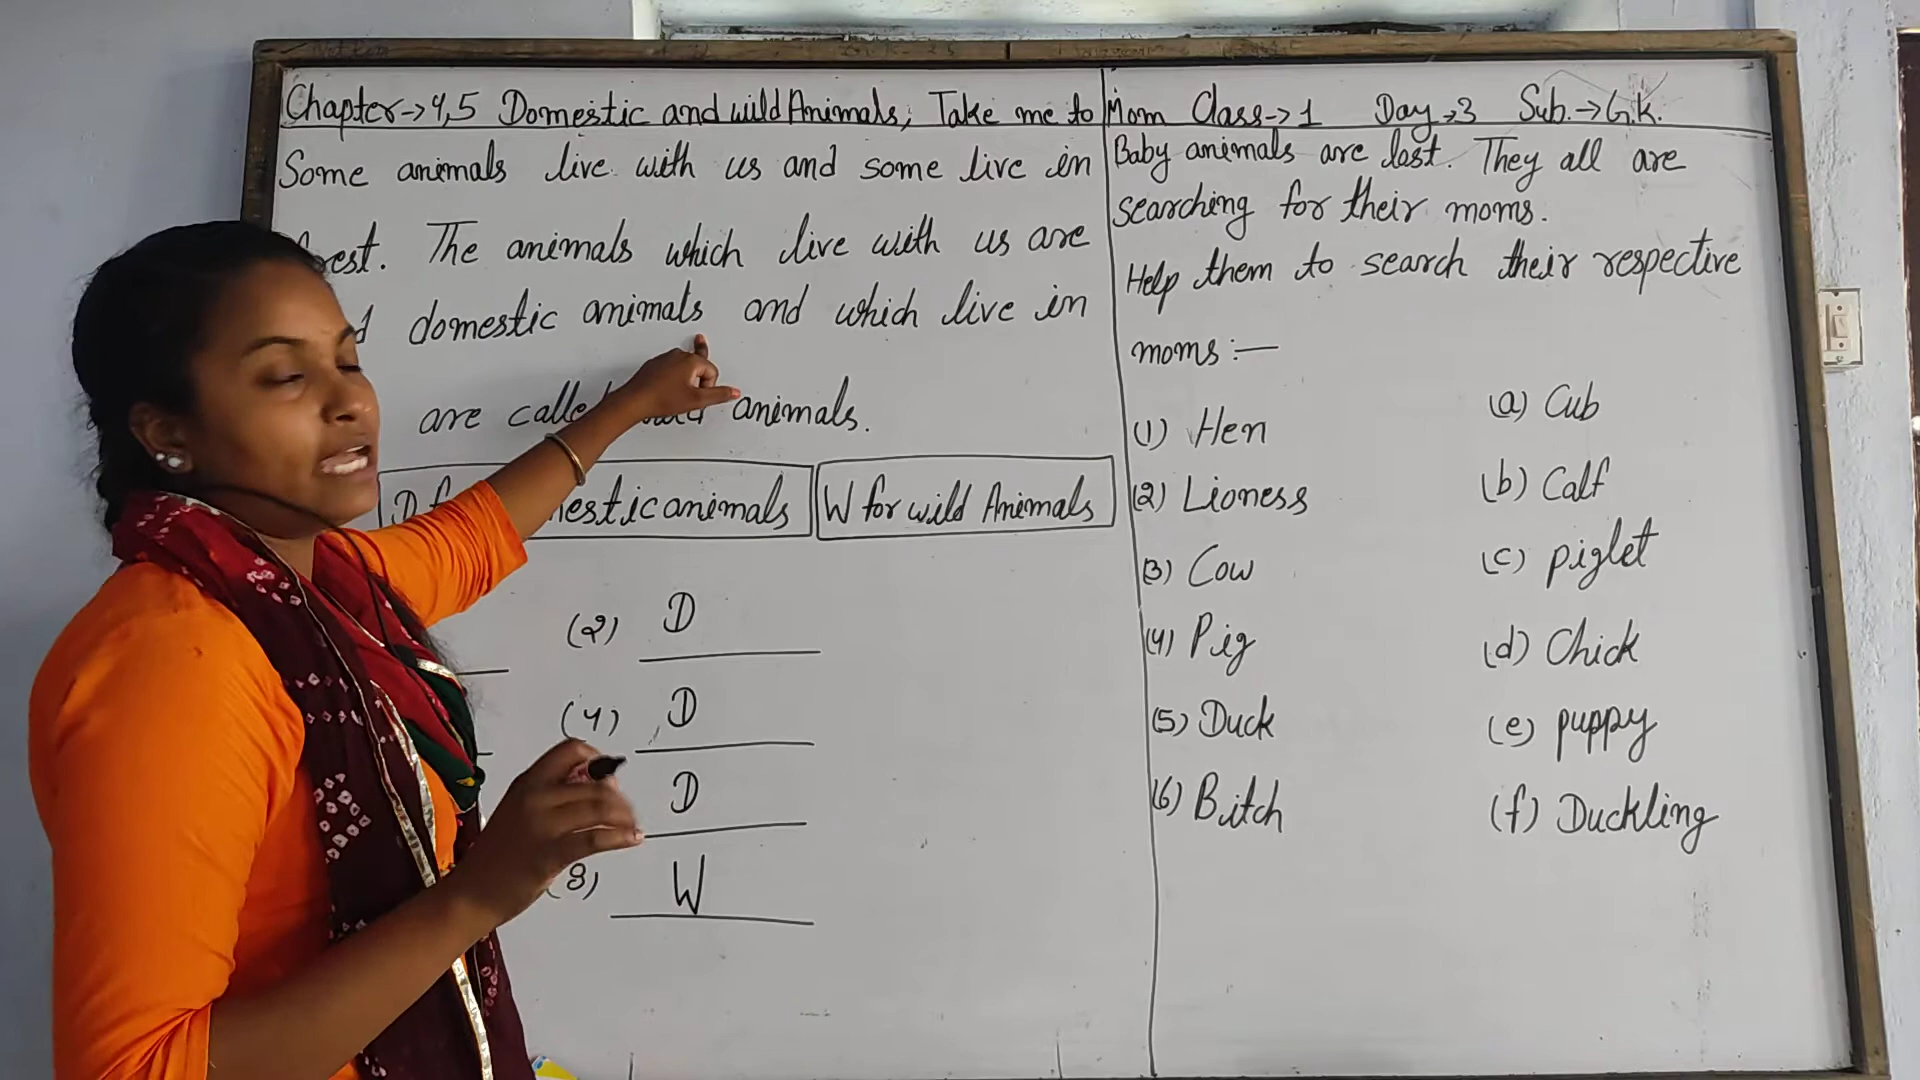 Chapter→4,5 Domestic and wild Animals, Take me to Mom Class→1 Day→3 Sub.→G.K.
Some animals live with us and some live in
The animals which live with us are
domestic animals and which live in
are called animals.
D mestic animals
W for wild Animals
(2) D
(4) D
D
(8) W
Baby animals are lost. They all are
searching for their moms.
Help them to search their respective
moms:—
(1) Hen (a) Cub
(2) Lioness (b) Calf
(3) Cow (c) piglet
(4) Pig (d) Chick
(5) Duck (e) puppy
(6) Bitch (f) Duckling